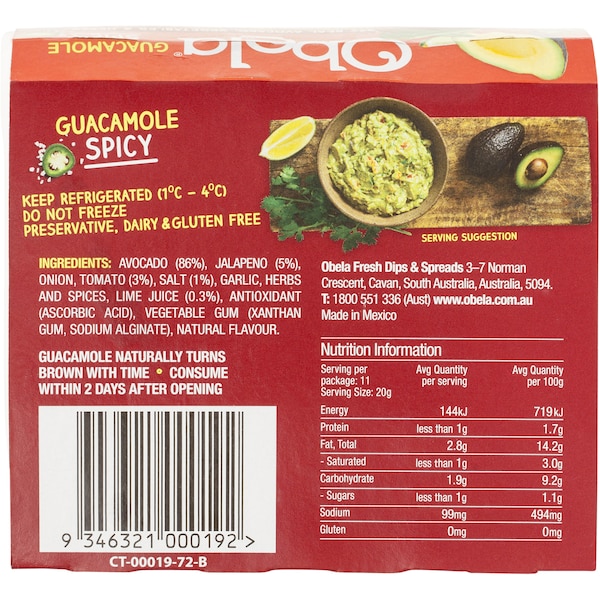 Obela®
GUACAMOLE
GUACAMOLE
SPICY
KEEP REFRIGERATED (1°C – 4°C)
DO NOT FREEZE
PRESERVATIVE, DAIRY & GLUTEN FREE
SERVING SUGGESTION
INGREDIENTS: AVOCADO (86%), JALAPENO (5%),
ONION, TOMATO (3%), SALT (1%), GARLIC, HERBS
AND SPICES, LIME JUICE (0.3%), ANTIOXIDANT
(ASCORBIC ACID), VEGETABLE GUM (XANTHAN
GUM, SODIUM ALGINATE), NATURAL FLAVOUR.
GUACAMOLE NATURALLY TURNS
BROWN WITH TIME • CONSUME
WITHIN 2 DAYS AFTER OPENING
9 346321 000192 >
CT-00019-72-B
Obela Fresh Dips & Spreads 3–7 Norman
Crescent, Cavan, South Australia, Australia, 5094.
T: 1800 551 336 (Aust) www.obela.com.au
Made in Mexico
Nutrition Information
Serving per package: 11 Serving Size: 20g Avg Quantity per serving Avg Quantity per 100g
Energy 144kJ 719kJ
Protein less than 1g 1.7g
Fat, Total 2.8g 14.2g
- Saturated less than 1g 3.0g
Carbohydrate 1.9g 9.2g
- Sugars less than 1g 1.1g
Sodium 99mg 494mg
Gluten 0mg 0mg